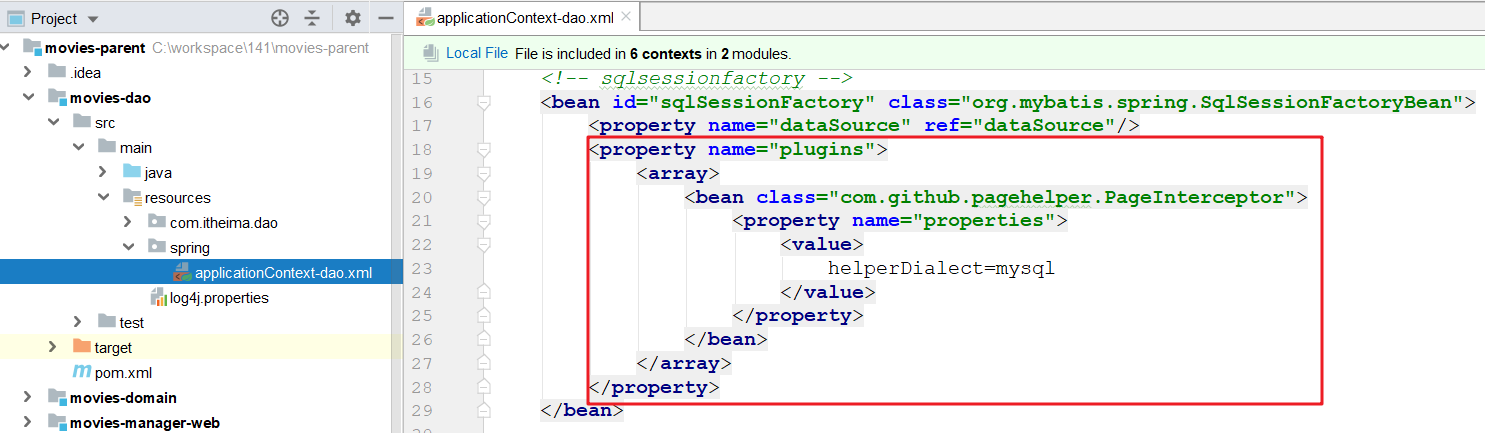 Project
movies-parent C:\workspace\141\movies-parent
.idea
movies-dao
src
main
java
resources
com.itheima.dao
spring
applicationContext-dao.xml
log4j.properties
test
target
pom.xml
movies-domain
movies-manager-web
applicationContext-dao.xml
Local File File is included in 6 contexts in 2 modules.
15 <!-- sqlsessionfactory -->
16 <bean id="sqlSessionFactory" class="org.mybatis.spring.SqlSessionFactoryBean">
17 <property name="dataSource" ref="dataSource"/>
18 <property name="plugins">
19 <array>
20 <bean class="com.github.pagehelper.PageInterceptor">
21 <property name="properties">
22 <value>
23 helperDialect=mysql
24 </value>
25 </property>
26 </bean>
27 </array>
28 </property>
29 </bean>